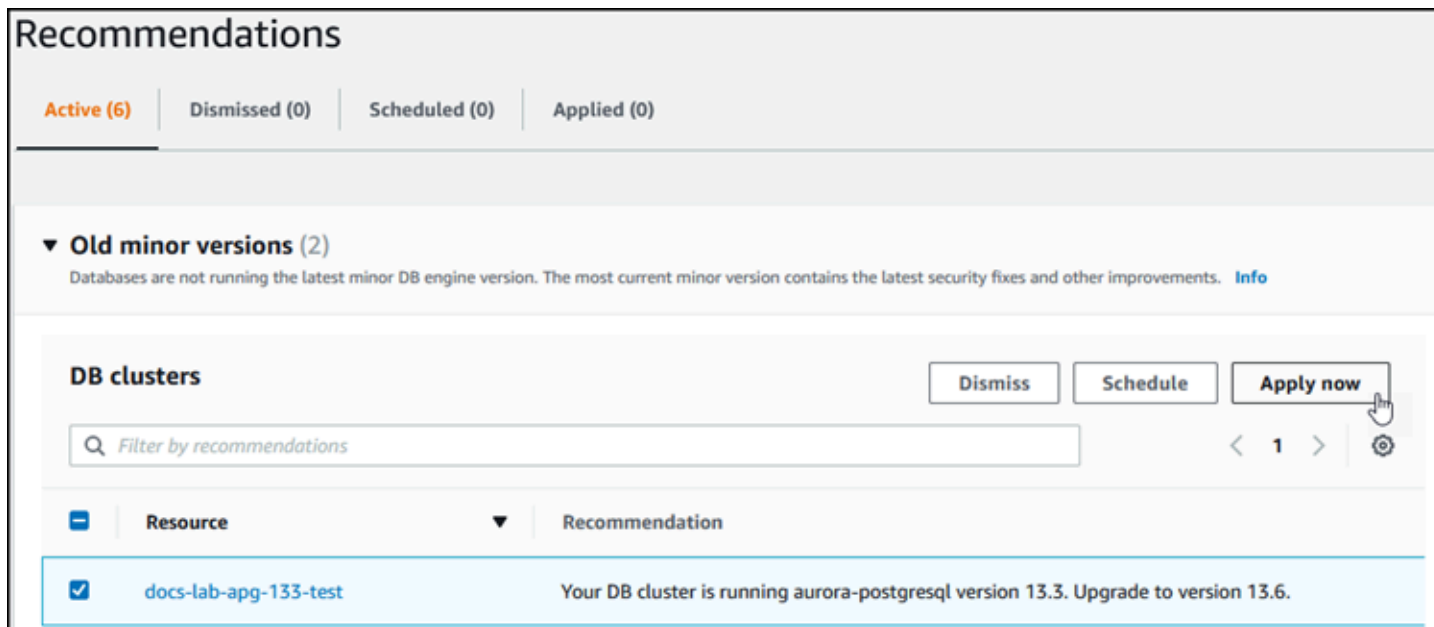 Recommendations
Active (6) Dismissed (0) Scheduled (0) Applied (0)
Old minor versions (2)
Databases are not running the latest minor DB engine version. The most current minor version contains the latest security fixes and other improvements. Info
DB clusters Dismiss Schedule Apply now
Filter by recommendations 1
Resource Recommendation
docs-lab-apg-133-test Your DB cluster is running aurora-postgresql version 13.3. Upgrade to version 13.6.